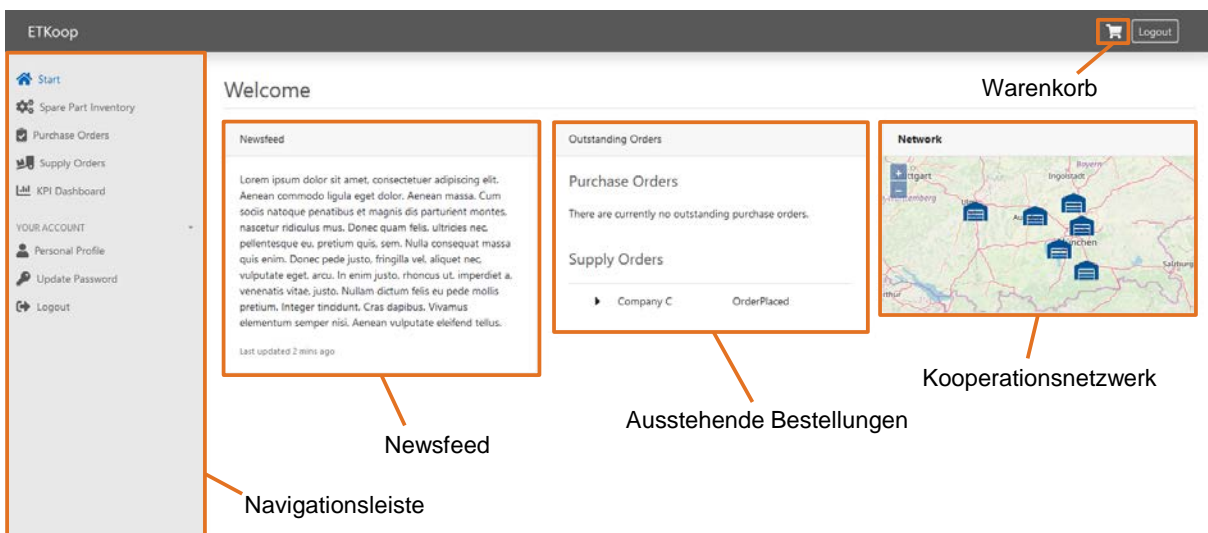 ETKoop
Logout
Warenkorb
Start
Spare Part Inventory
Purchase Orders
Supply Orders
KPI Dashboard
YOUR ACCOUNT
Personal Profile
Update Password
Logout
Welcome
Newsfeed
Lorem ipsum dolor sit amet, consectetuer adipiscing elit.
Aenean commodo ligula eget dolor. Aenean massa. Cum
sociis natoque penatibus et magnis dis parturient montes,
nascetur ridiculus mus. Donec quam felis, ultricies nec,
pellentesque eu, pretium quis, sem. Nulla consequat massa
quis enim. Donec pede justo, fringilla vel, aliquet nec,
vulputate eget, arcu. In enim justo, rhoncus ut, imperdiet a,
venenatis vitae, justo. Nullam dictum felis eu pede mollis
pretium. Integer tincidunt. Cras dapibus. Vivamus
elementum semper nisi. Aenean vulputate eleifend tellus.
Last updated 2 mins ago
Outstanding Orders
Purchase Orders
There are currently no outstanding purchase orders.
Supply Orders
Company C OrderPlaced
Network
+
−
Bayern
Ingolstadt
Salzburg
Kooperationsnetzwerk
Ausstehende Bestellungen
Newsfeed
Navigationsleiste